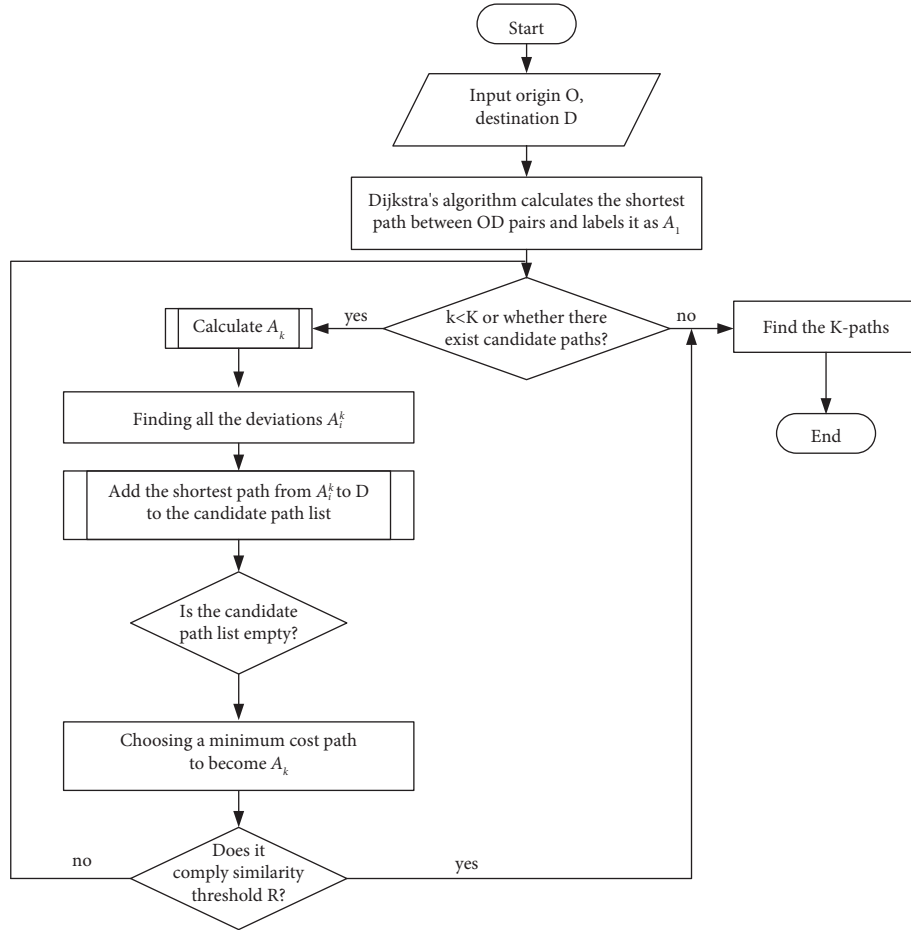 Start
Input origin O,
destination D
Dijkstra's algorithm calculates the shortest
path between OD pairs and labels it as A₁
k<K or whether there
exist candidate paths?
yes
no
Calculate Aₖ
Find the K-paths
End
Finding all the deviations Aᵢᵏ
Add the shortest path from Aᵢᵏ to D
to the candidate path list
Is the candidate
path list empty?
Choosing a minimum cost path
to become Aₖ
Does it
comply similarity
threshold R?
no
yes